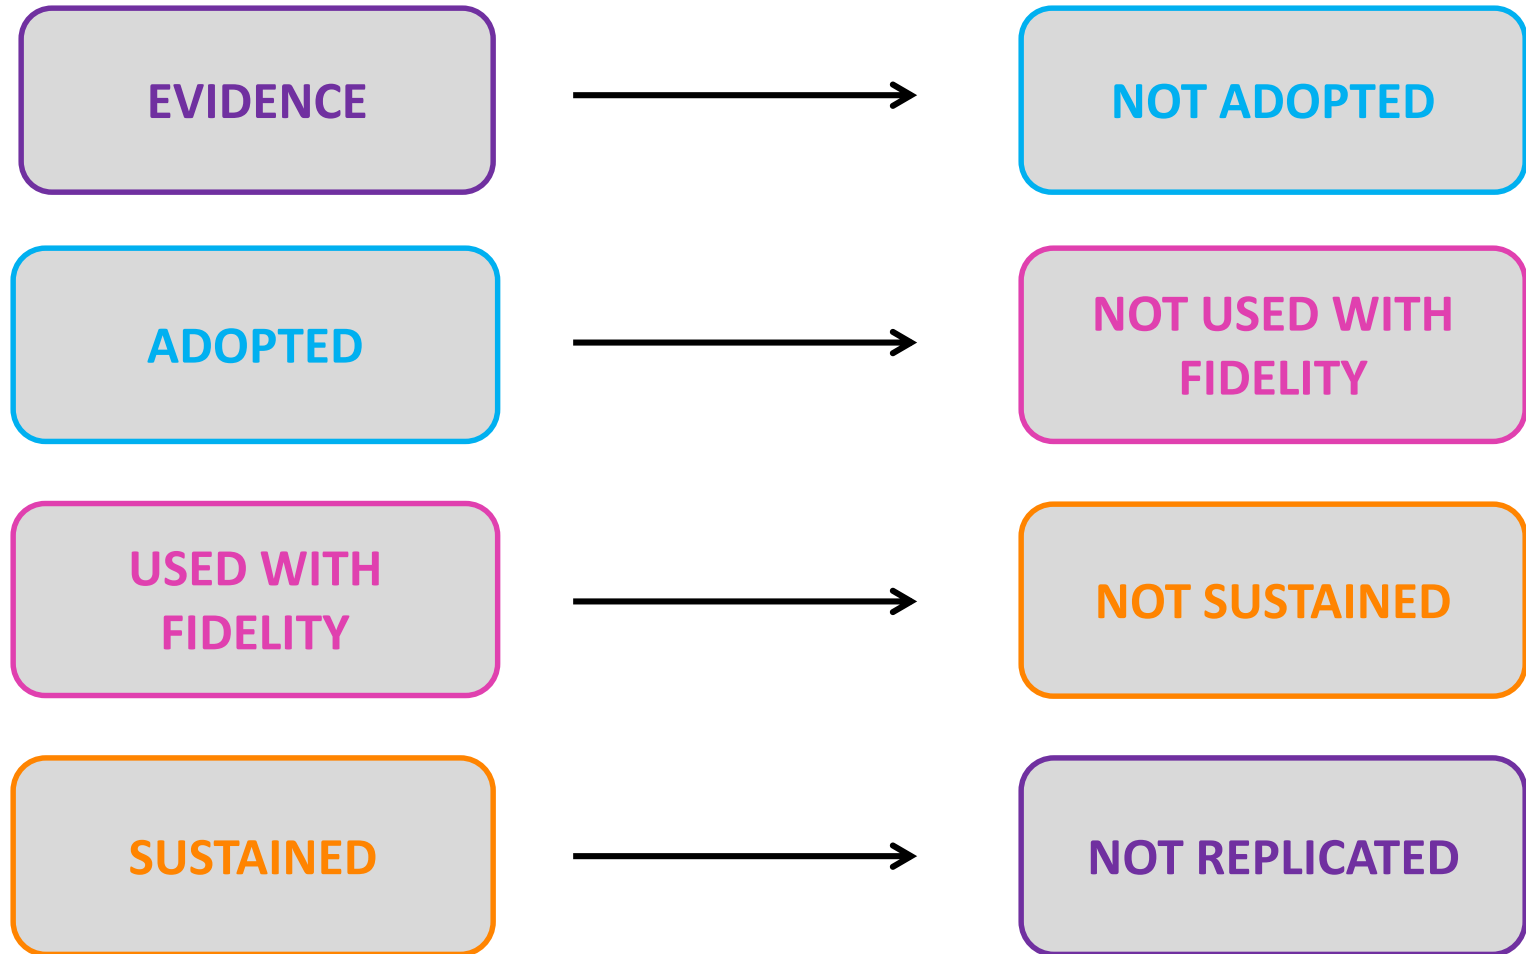 EVIDENCE
NOT ADOPTED
ADOPTED
NOT USED WITH
FIDELITY
USED WITH
FIDELITY
NOT SUSTAINED
SUSTAINED
NOT REPLICATED